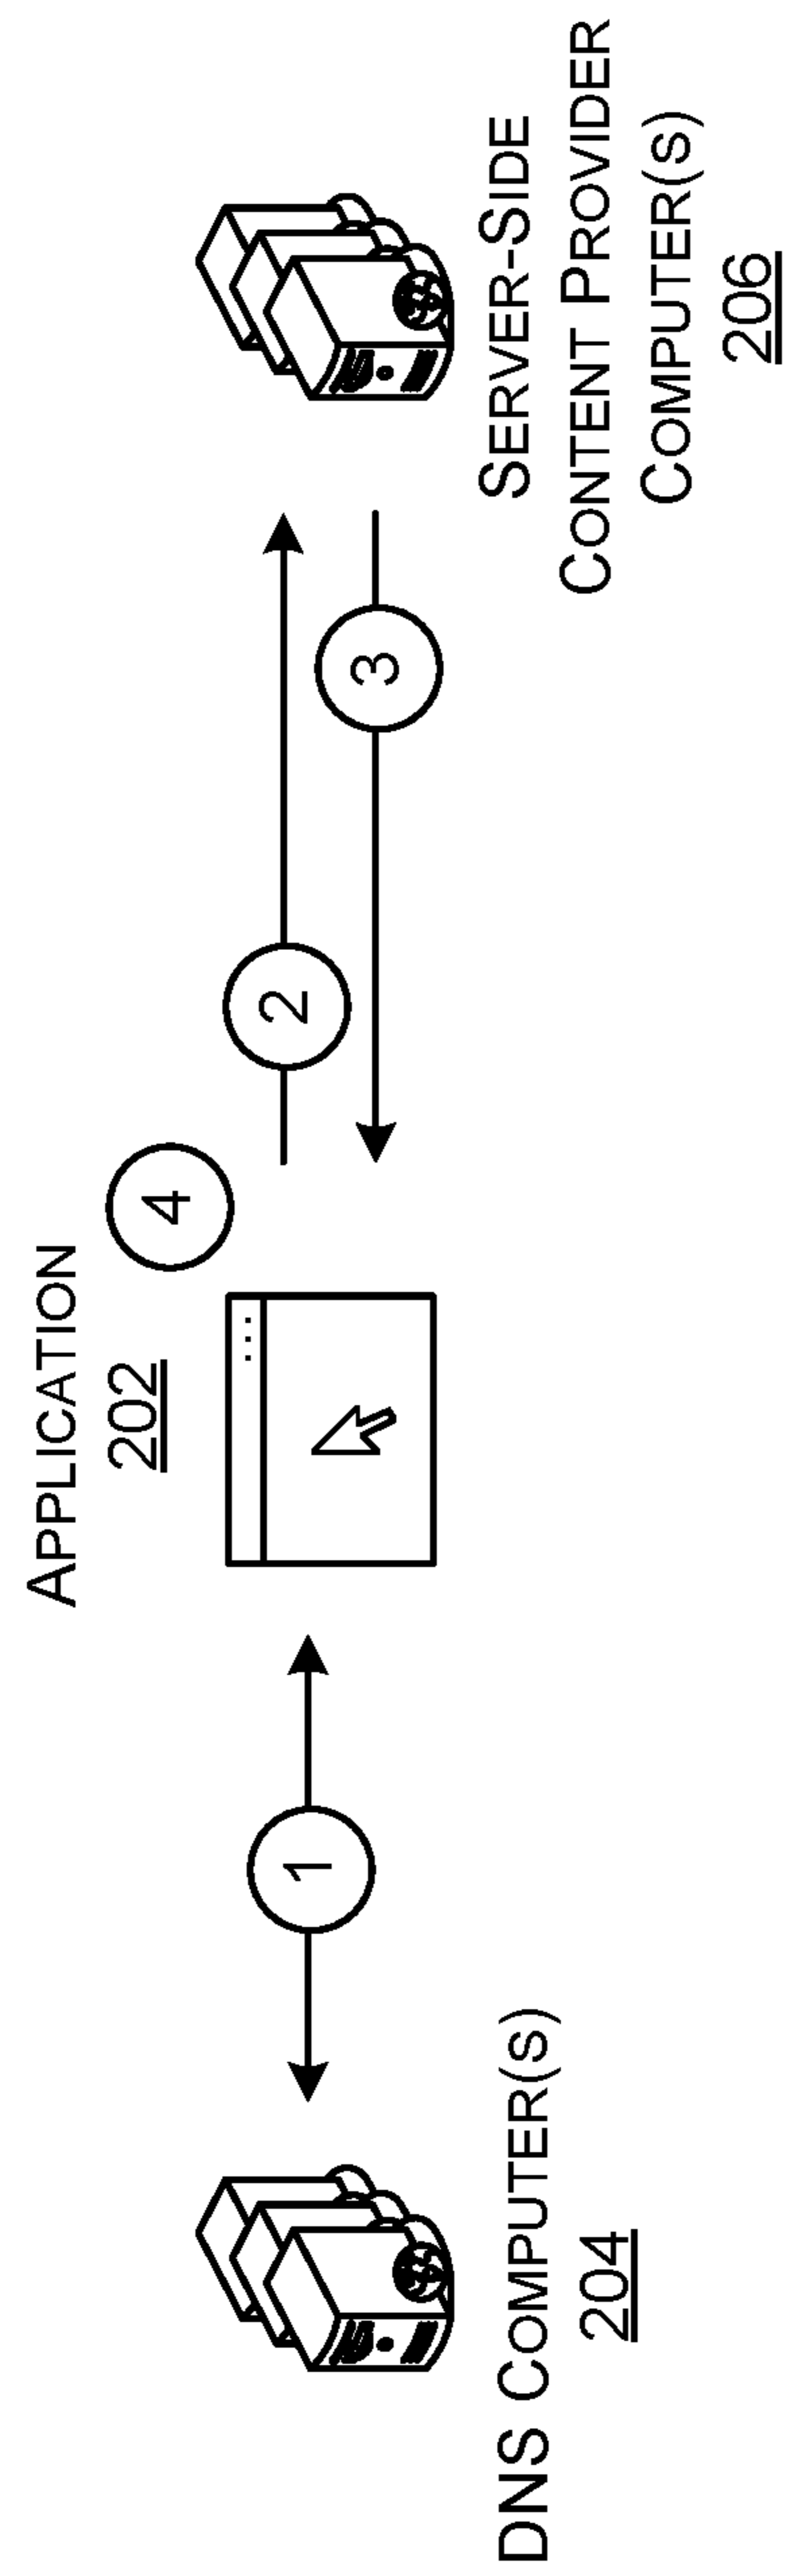 APPLICATION
202
4
1
2
3
DNS COMPUTER(S)
204
SERVER-SIDE
CONTENT PROVIDER
COMPUTER(S)
206